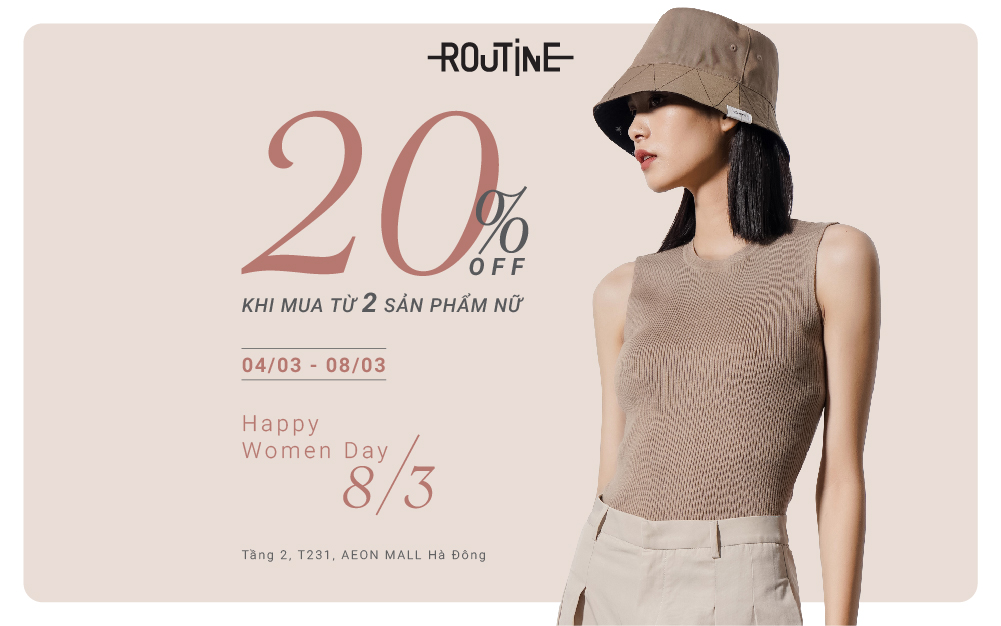 ROUTINE
20%
OFF
KHI MUA TỪ 2 SẢN PHẨM NỮ
04/03 - 08/03
Happy
Women Day
8/3
Tầng 2, T231, AEON MALL Hà Đông